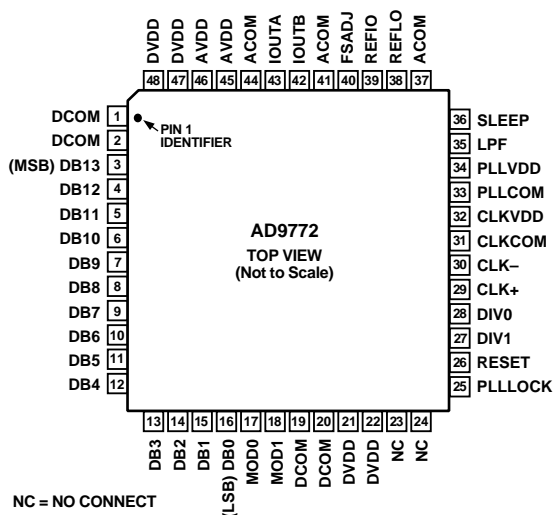 DVDD DVDD AVDD AVDD ACOM IOUTA IOUTB ACOM FSADJ REFIO REFLO ACOM
48 47 46 45 44 43 42 41 40 39 38 37
DCOM 1
DCOM 2
(MSB) DB13 3
DB12 4
DB11 5
DB10 6
DB9 7
DB8 8
DB7 9
DB6 10
DB5 11
DB4 12
PIN 1
IDENTIFIER
AD9772
TOP VIEW
(Not to Scale)
36 SLEEP
35 LPF
34 PLLVDD
33 PLLCOM
32 CLKVDD
31 CLKCOM
30 CLK–
29 CLK+
28 DIV0
27 DIV1
26 RESET
25 PLLLOCK
13 14 15 16 17 18 19 20 21 22 23 24
DB3 DB2 DB1 (LSB) DB0 MOD0 MOD1 DCOM DCOM DVDD DVDD NC NC
NC = NO CONNECT